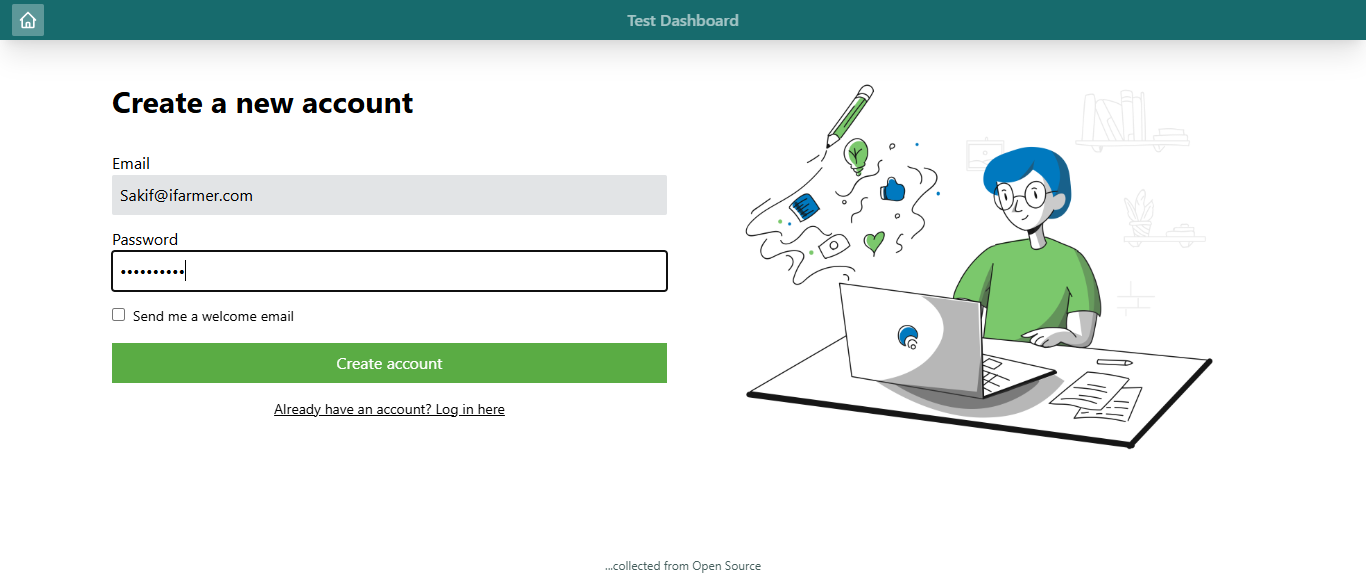 Test Dashboard
Create a new account
Email
Sakif@ifarmer.com
Password
••••••••••
Send me a welcome email
Create account
Already have an account? Log in here
...collected from Open Source